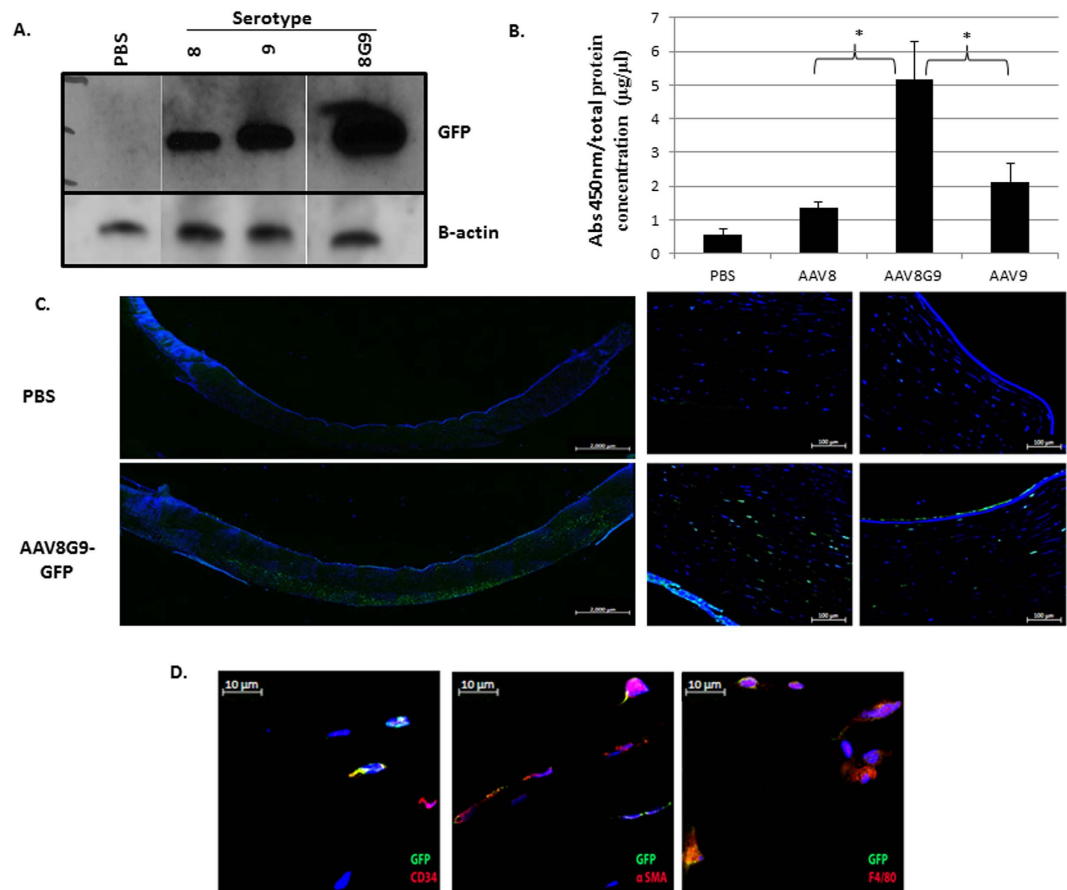 A.
Serotype
PBS
8
9
8G9
GFP
B-actin
B.
Abs 450nm/total protein
concentration (µg/µl)
7
6
5
4
3
2
1
0
*
*
PBS
AAV8
AAV8G9
AAV9
C.
PBS
2,000 µm
100 µm
100 µm
AAV8G9-
GFP
2,000 µm
100 µm
100 µm
D.
10 µm
GFP
CD34
10 µm
GFP
α SMA
10 µm
GFP
F4/80